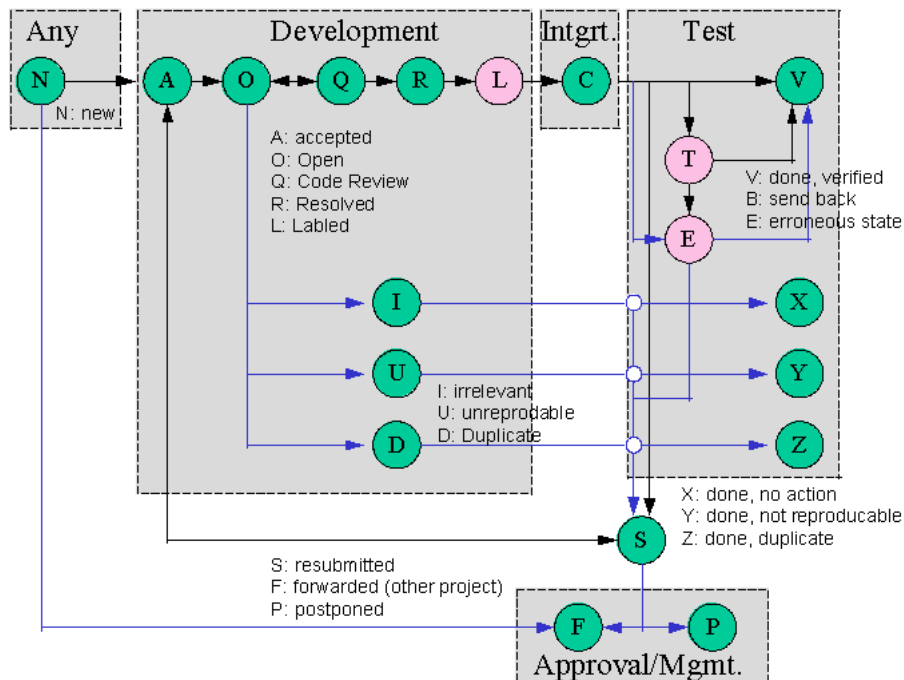 Any
Development
Intgrt.
Test
N
A
O
Q
R
L
C
V
N: new
A: accepted
O: Open
Q: Code Review
R: Resolved
L: Labled
T
V: done, verified
B: send back
E: erroneous state
E
I
X
U
Y
I: irrelevant
U: unreprodable
D: Duplicate
D
Z
X: done, no action
Y: done, not reproducable
Z: done, duplicate
S
S: resubmitted
F: forwarded (other project)
P: postponed
F
P
Approval/Mgmt.